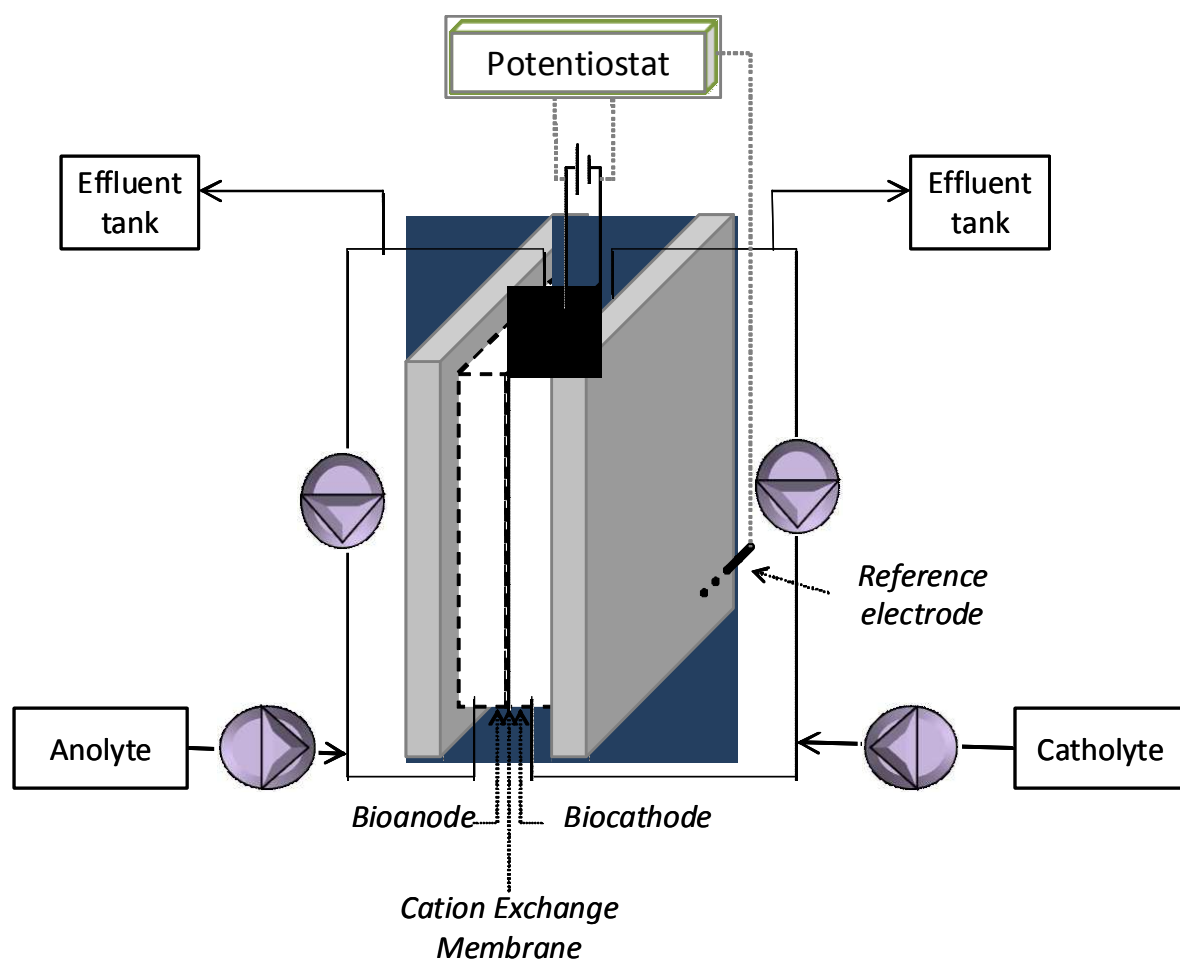 Potentiostat
Effluent
tank
Effluent
tank
Reference
electrode
Anolyte
Catholyte
Bioanode
Biocathode
Cation Exchange
Membrane